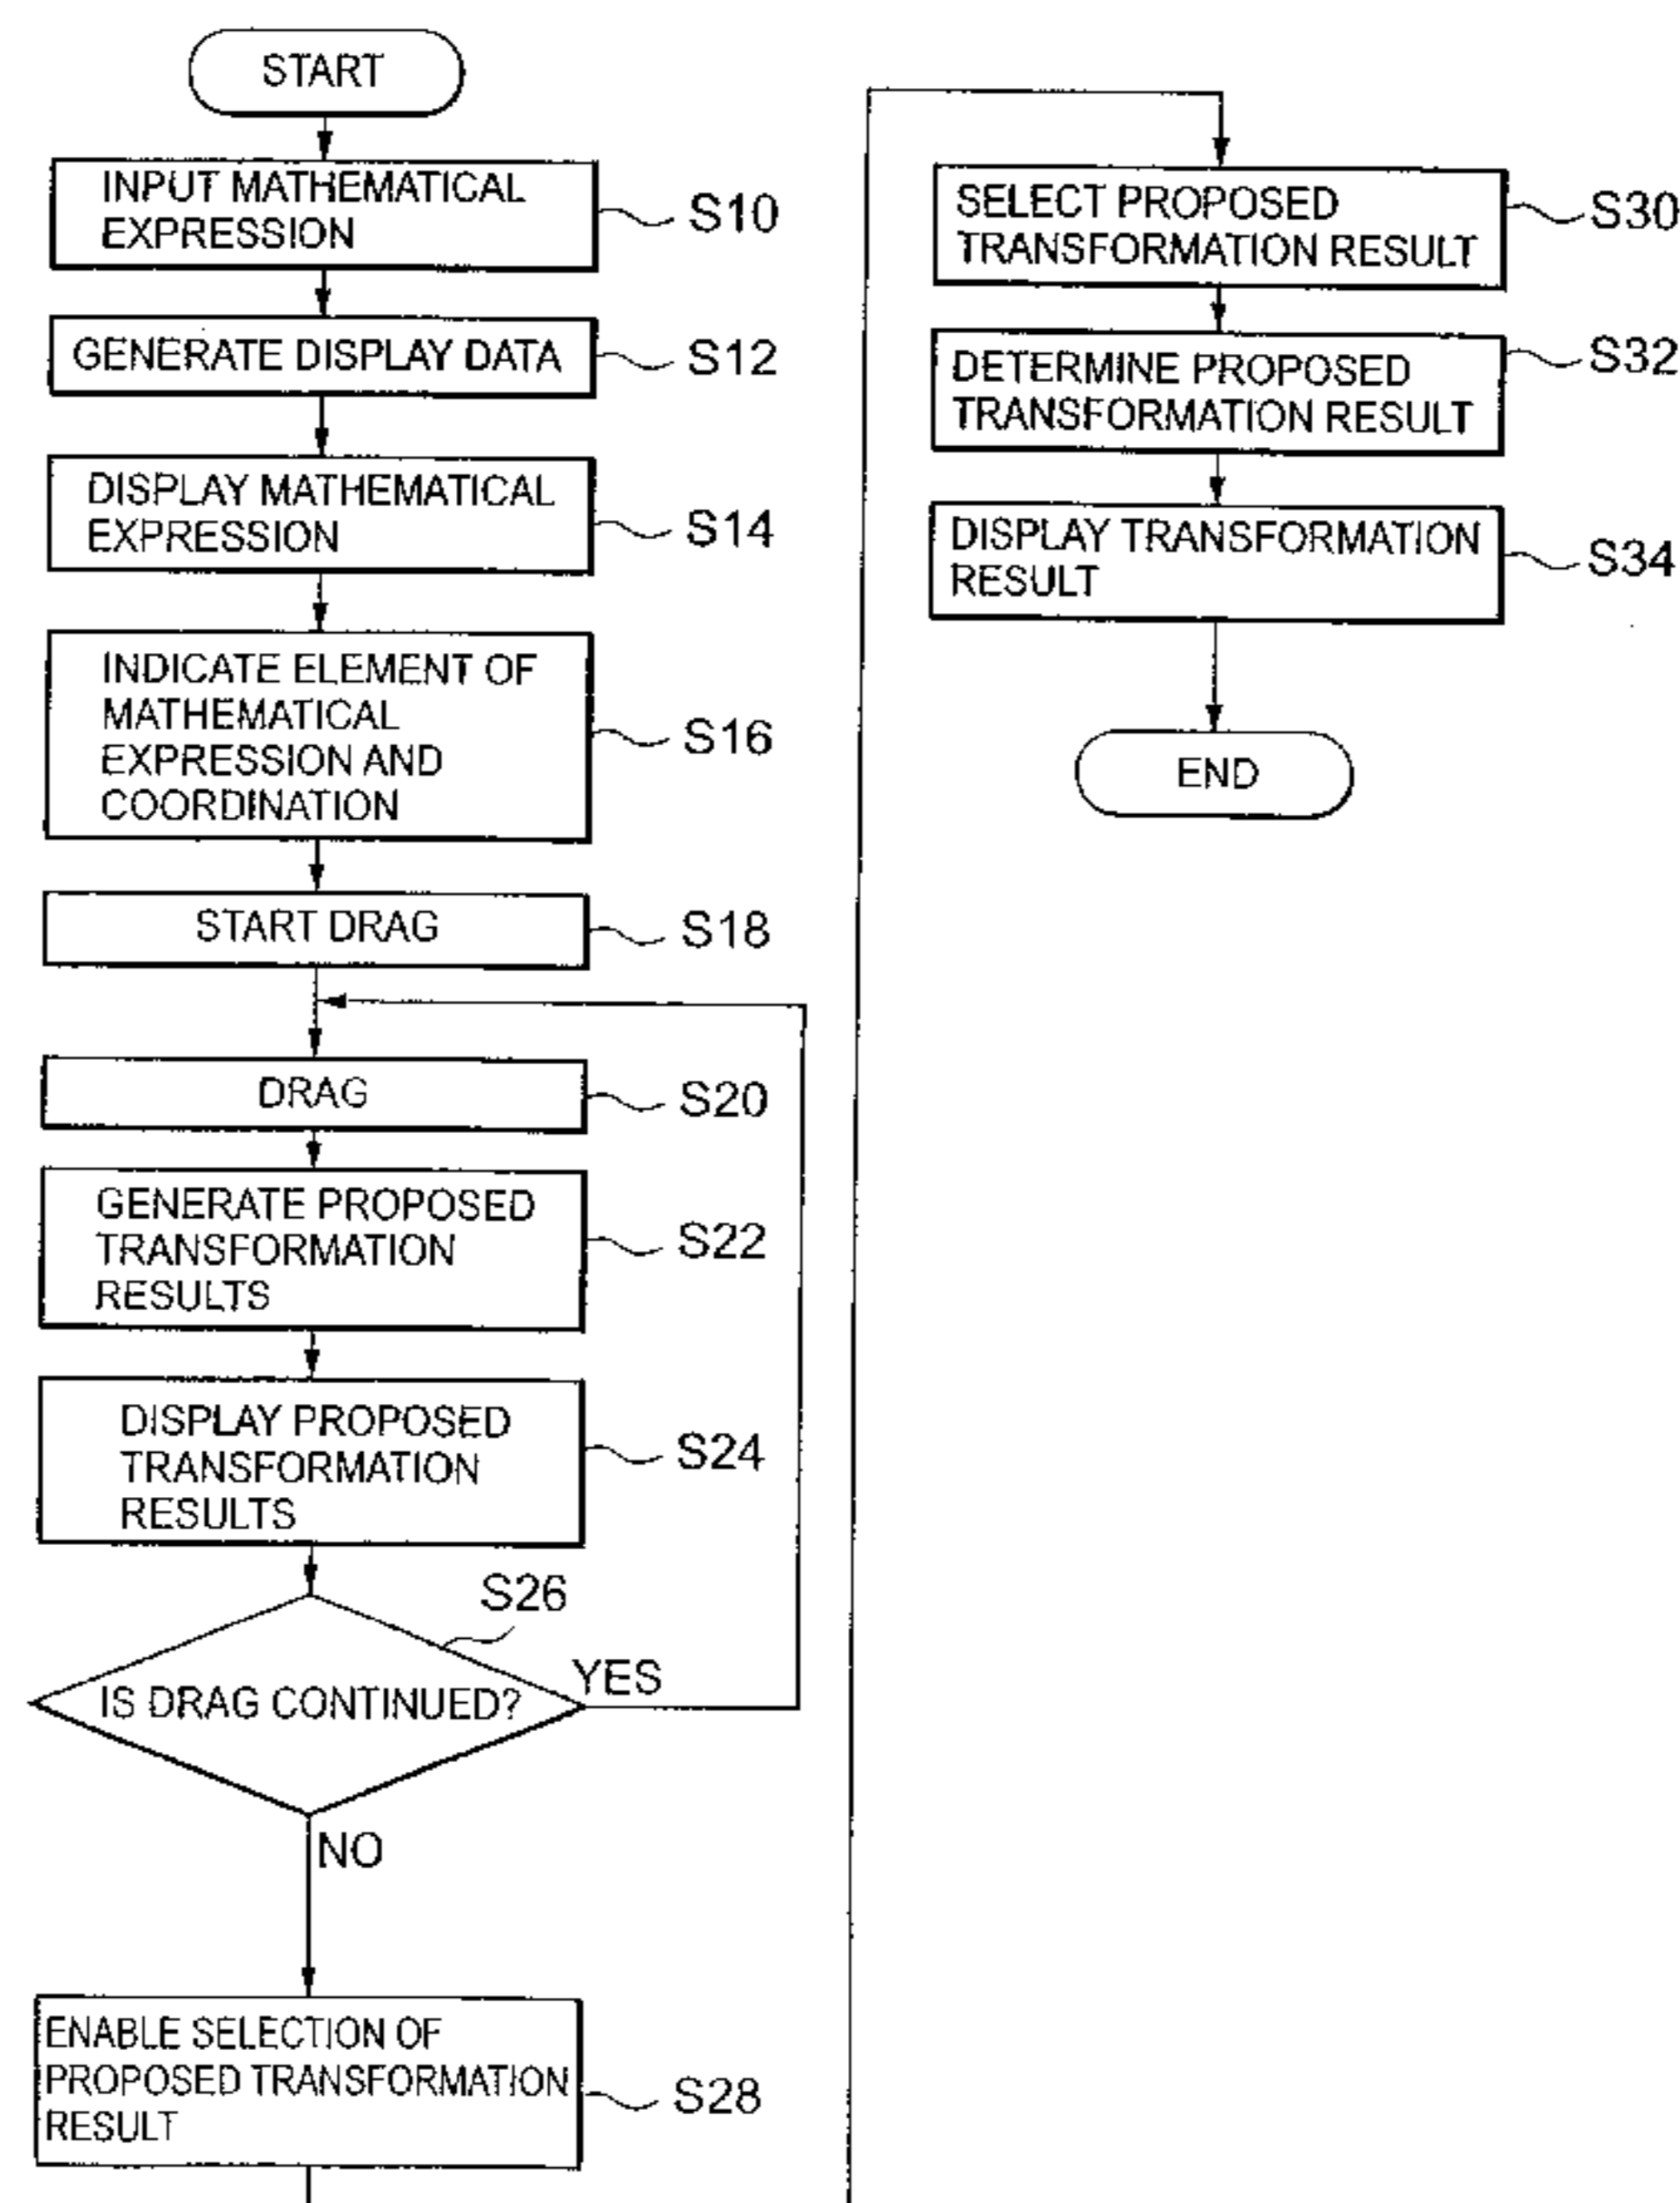 START
INPUT MATHEMATICAL
EXPRESSION
S10
GENERATE DISPLAY DATA
S12
DISPLAY MATHEMATICAL
EXPRESSION
S14
INDICATE ELEMENT OF
MATHEMATICAL
EXPRESSION AND
COORDINATION
S16
START DRAG
S18
DRAG
S20
GENERATE PROPOSED
TRANSFORMATION
RESULTS
S22
DISPLAY PROPOSED
TRANSFORMATION
RESULTS
S24
S26
IS DRAG CONTINUED?
YES
NO
ENABLE SELECTION OF
PROPOSED TRANSFORMATION
RESULT
S28
SELECT PROPOSED
TRANSFORMATION RESULT
S30
DETERMINE PROPOSED
TRANSFORMATION RESULT
S32
DISPLAY TRANSFORMATION
RESULT
S34
END